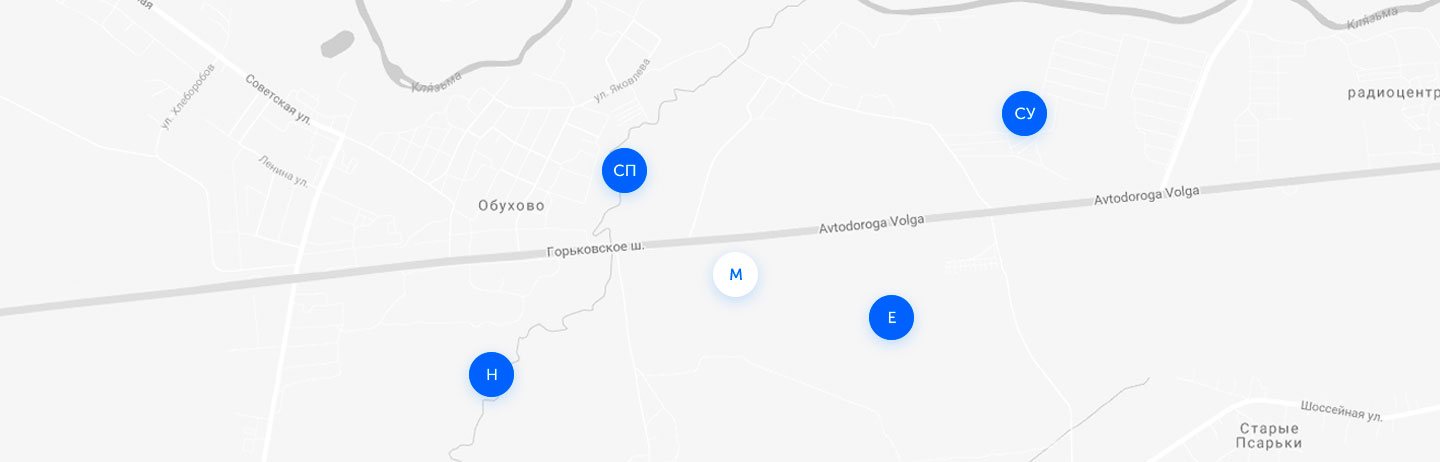 ная
Клязьма
Клязьма
ул. Хлеборобов
Советская ул.
ул. Яковлева
радиоцентр
СУ
Ленина ул.
СП
Обухово
Avtodoroga Volga
Avtodoroga Volga
Горьковское ш.
М
Е
Н
Шоссейная ул.
Старые
Псарьки